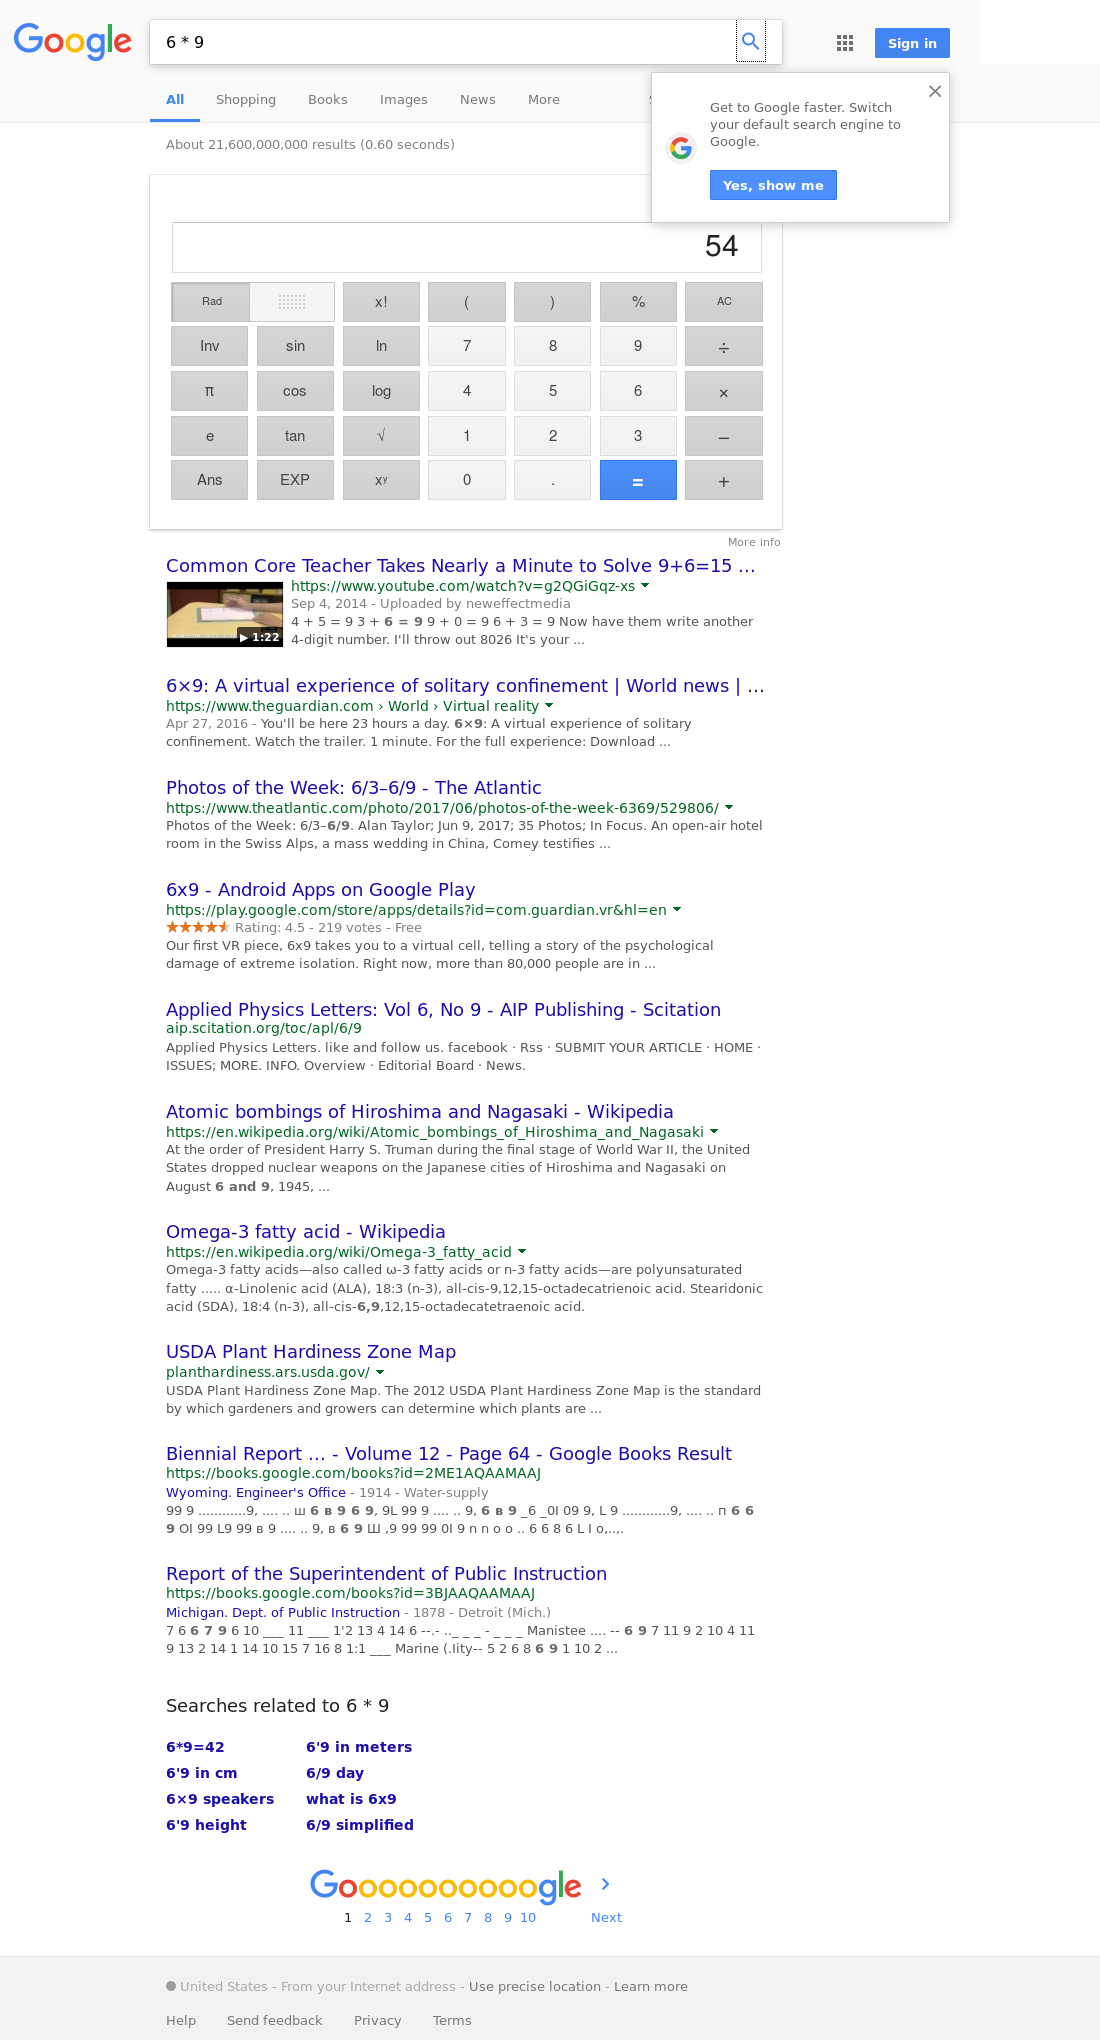 Google
6 * 9
Sign in
All Shopping Books Images News More
Get to Google faster. Switch
your default search engine to
Google.
Yes, show me
About 21,600,000,000 results (0.60 seconds)
54
Rad x! ( ) % AC
Inv sin ln 7 8 9 ÷
π cos log 4 5 6 ×
e tan √ 1 2 3 −
Ans EXP xʸ 0 . = +
More info
Common Core Teacher Takes Nearly a Minute to Solve 9+6=15 ...
https://www.youtube.com/watch?v=g2QGiGqz-xs
Sep 4, 2014 - Uploaded by neweffectmedia
4 + 5 = 9 3 + 6 = 9 9 + 0 = 9 6 + 3 = 9 Now have them write another
4-digit number. I'll throw out 8026 It's your ...
▶ 1:22
6×9: A virtual experience of solitary confinement | World news | ...
https://www.theguardian.com › World › Virtual reality
Apr 27, 2016 - You'll be here 23 hours a day. 6×9: A virtual experience of solitary
confinement. Watch the trailer. 1 minute. For the full experience: Download ...
Photos of the Week: 6/3–6/9 - The Atlantic
https://www.theatlantic.com/photo/2017/06/photos-of-the-week-6369/529806/
Photos of the Week: 6/3–6/9. Alan Taylor; Jun 9, 2017; 35 Photos; In Focus. An open-air hotel
room in the Swiss Alps, a mass wedding in China, Comey testifies ...
6x9 - Android Apps on Google Play
https://play.google.com/store/apps/details?id=com.guardian.vr&hl=en
Rating: 4.5 - 219 votes - Free
Our first VR piece, 6x9 takes you to a virtual cell, telling a story of the psychological
damage of extreme isolation. Right now, more than 80,000 people are in ...
Applied Physics Letters: Vol 6, No 9 - AIP Publishing - Scitation
aip.scitation.org/toc/apl/6/9
Applied Physics Letters. like and follow us. facebook · Rss · SUBMIT YOUR ARTICLE · HOME ·
ISSUES; MORE. INFO. Overview · Editorial Board · News.
Atomic bombings of Hiroshima and Nagasaki - Wikipedia
https://en.wikipedia.org/wiki/Atomic_bombings_of_Hiroshima_and_Nagasaki
At the order of President Harry S. Truman during the final stage of World War II, the United
States dropped nuclear weapons on the Japanese cities of Hiroshima and Nagasaki on
August 6 and 9, 1945, ...
Omega-3 fatty acid - Wikipedia
https://en.wikipedia.org/wiki/Omega-3_fatty_acid
Omega-3 fatty acids—also called ω-3 fatty acids or n-3 fatty acids—are polyunsaturated
fatty ..... α-Linolenic acid (ALA), 18:3 (n-3), all-cis-9,12,15-octadecatrienoic acid. Stearidonic
acid (SDA), 18:4 (n-3), all-cis-6,9,12,15-octadecatetraenoic acid.
USDA Plant Hardiness Zone Map
planthardiness.ars.usda.gov/
USDA Plant Hardiness Zone Map. The 2012 USDA Plant Hardiness Zone Map is the standard
by which gardeners and growers can determine which plants are ...
Biennial Report ... - Volume 12 - Page 64 - Google Books Result
https://books.google.com/books?id=2ME1AQAAMAAJ
Wyoming. Engineer's Office - 1914 - Water-supply
99 9 ............9, .... .. ш 6 в 9 6 9, 9L 99 9 .... .. 9, 6 в 9 _6 _0I 09 9, L 9 ............9, .... .. п 6 6
9 OI 99 L9 99 в 9 .... .. 9, в 6 9 Ш ,9 99 99 0I 9 n n o o .. 6 6 8 6 L I o,..,.
Report of the Superintendent of Public Instruction
https://books.google.com/books?id=3BJAAQAAMAAJ
Michigan. Dept. of Public Instruction - 1878 - Detroit (Mich.)
7 6 6 7 9 6 10 ___ 11 ___ 1'2 13 4 14 6 --.- .._ _ _ - _ _ _ Manistee .... -- 6 9 7 11 9 2 10 4 11
9 13 2 14 1 14 10 15 7 16 8 1:1 ___ Marine (.Iity-- 5 2 6 8 6 9 1 10 2 ...
Searches related to 6 * 9
6*9=42 6'9 in meters
6'9 in cm 6/9 day
6×9 speakers what is 6x9
6'9 height 6/9 simplified
Goooooooooogle
1 2 3 4 5 6 7 8 9 10 Next
United States - From your Internet address - Use precise location - Learn more
Help Send feedback Privacy Terms